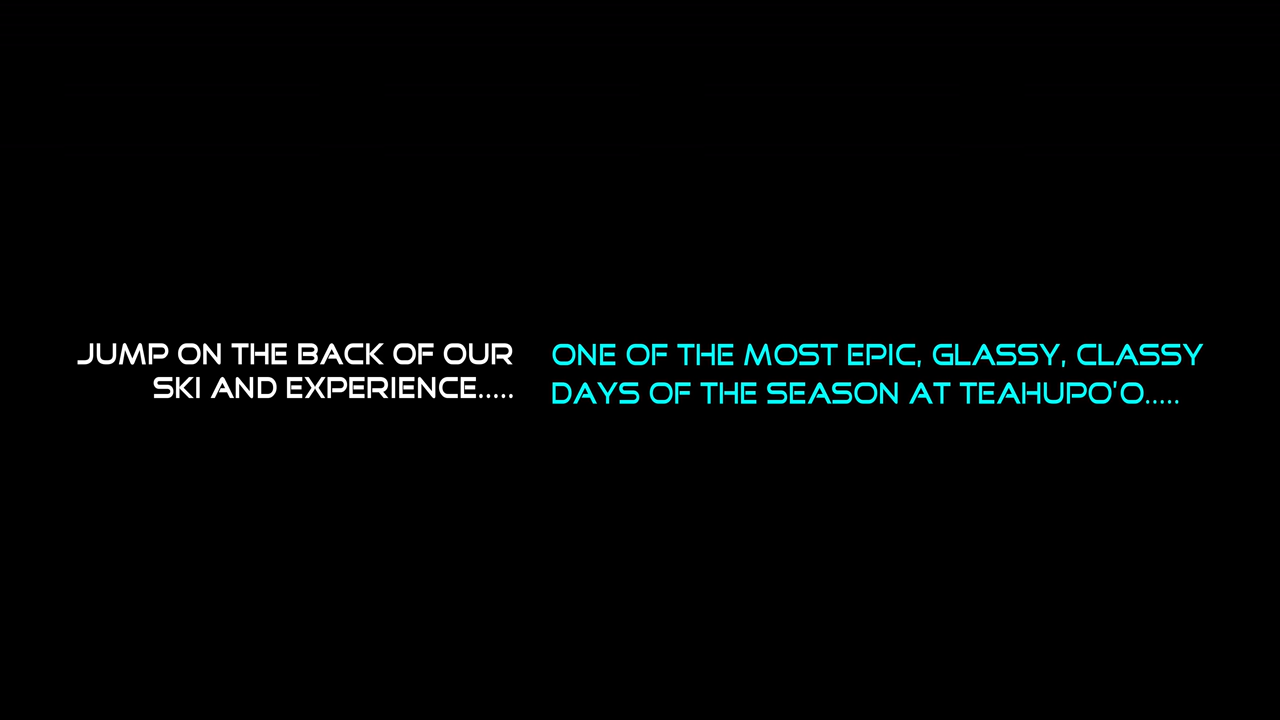 JUMP ON THE BACK OF OUR
SKI AND EXPERIENCE.....
ONE OF THE MOST EPIC, GLASSY, CLASSY
DAYS OF THE SEASON AT TEAHUPO'O.....